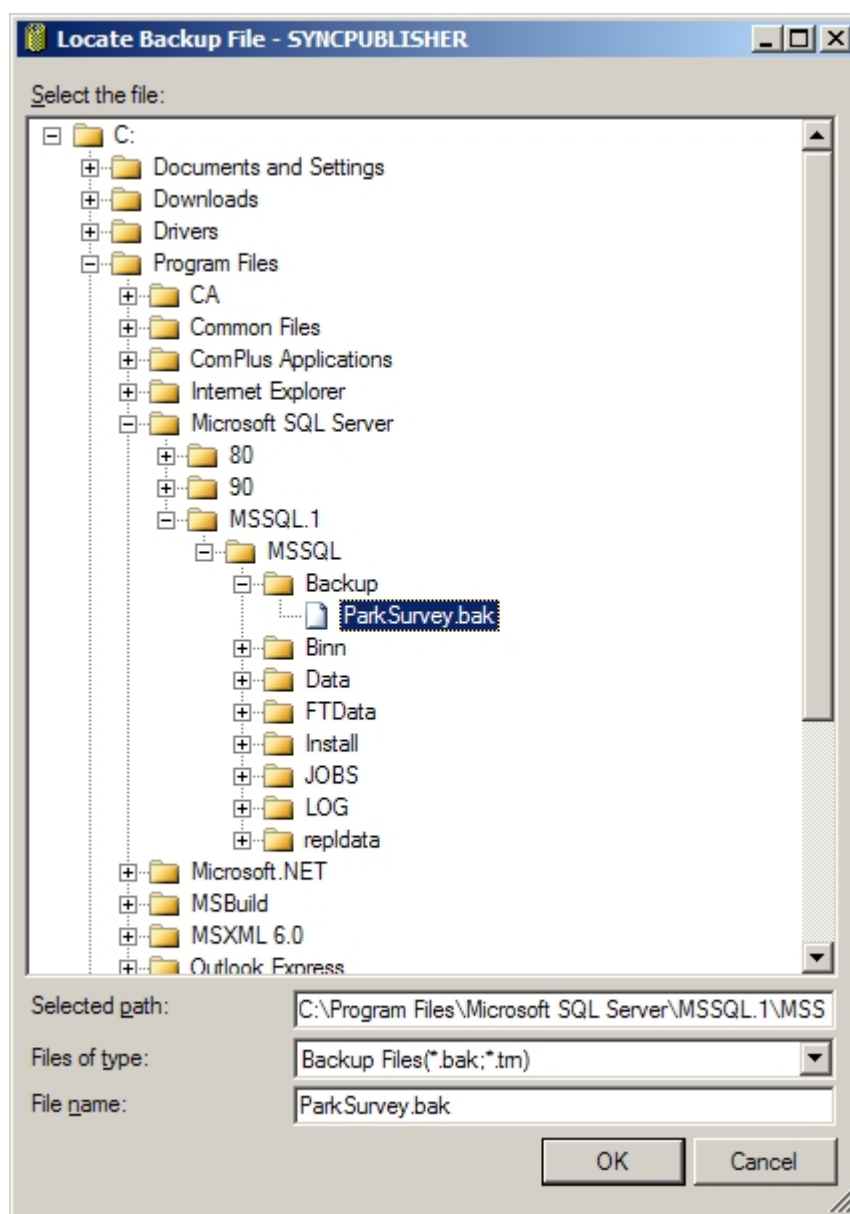 Locate Backup File - SYNCPUBLISHER
Select the file:
C:
Documents and Settings
Downloads
Drivers
Program Files
CA
Common Files
ComPlus Applications
Internet Explorer
Microsoft SQL Server
80
90
MSSQL.1
MSSQL
Backup
ParkSurvey.bak
Binn
Data
FTData
Install
JOBS
LOG
repldata
Microsoft.NET
MSBuild
MSXML 6.0
Outlook Express
Selected path: C:\Program Files\Microsoft SQL Server\MSSQL.1\MSS
Files of type: Backup Files(*.bak;*.trn)
File name: ParkSurvey.bak
OK Cancel